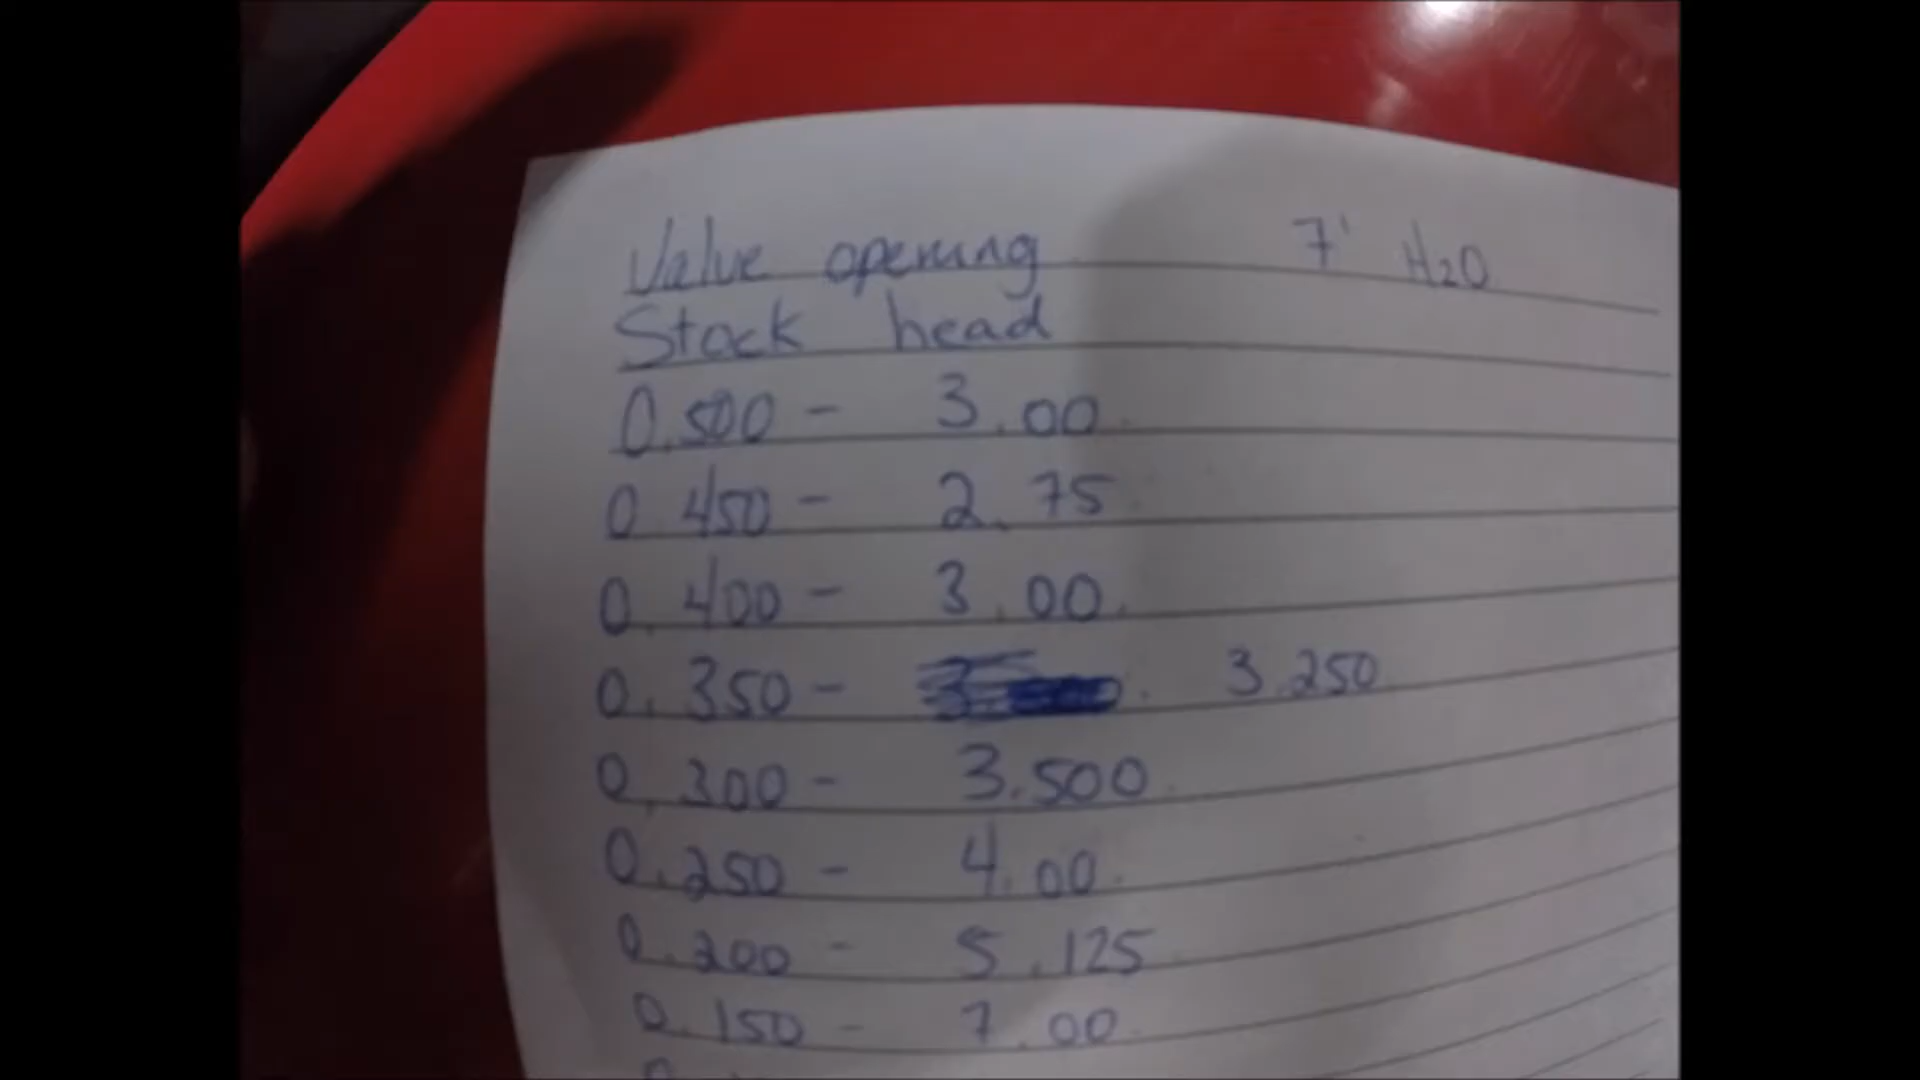 Valve opening 7' H2O
Stock head
0.500 - 3.00
0.450 - 2.75
0.400 - 3.00
0.350 - 3.250
0.300 - 3.500
0.250 - 4.00
0.200 - 5.125
0.150 - 7.00